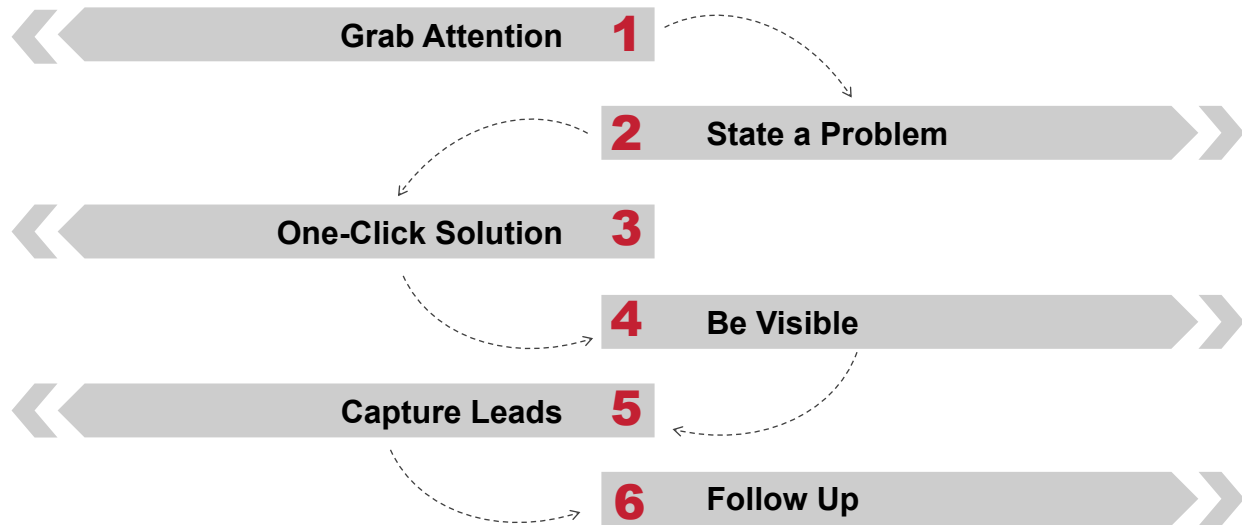 Grab Attention 1
2 State a Problem
One-Click Solution 3
4 Be Visible
Capture Leads 5
6 Follow Up